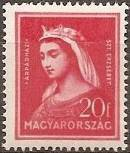 ÁRPÁDHÁZI
SZT. ERZSÉBET
20f
MAGYARORSZÁG